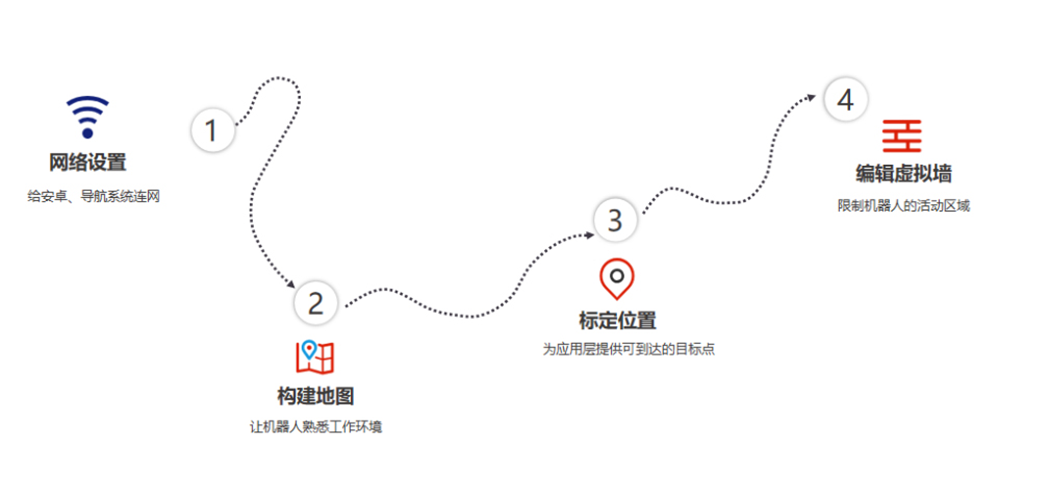 1
网络设置
给安卓、导航系统连网
2
构建地图
让机器人熟悉工作环境
3
标定位置
为应用层提供可到达的目标点
4
编辑虚拟墙
限制机器人的活动区域